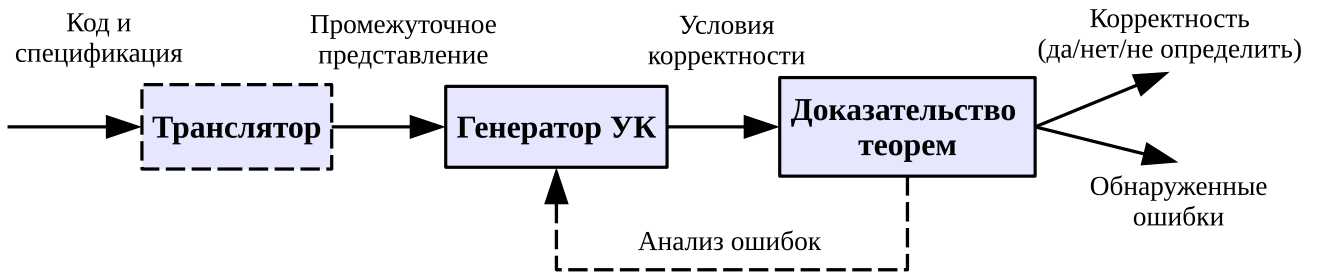 Код и
спецификация
Транслятор
Промежуточное
представление
Генератор УК
Условия
корректности
Доказательство
теорем
Корректность
(да/нет/не определить)
Обнаруженные
ошибки
Анализ ошибок